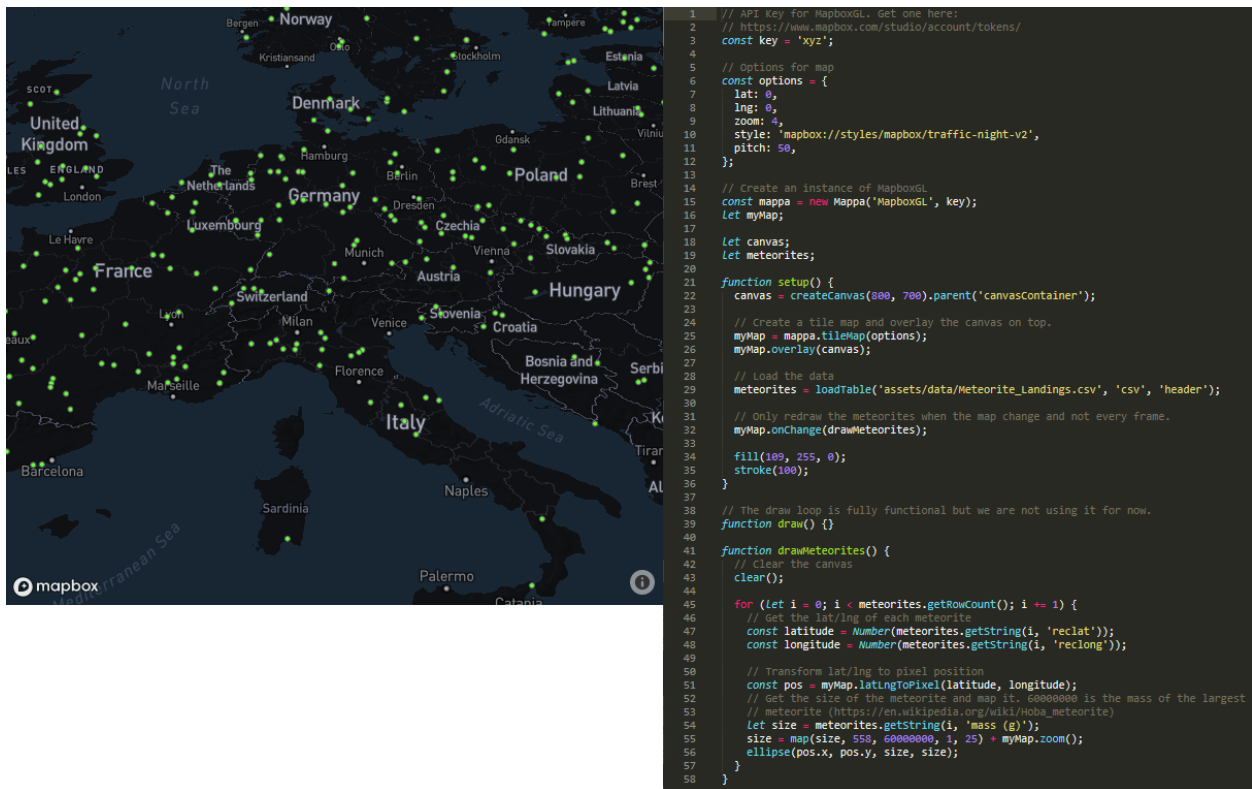 Norway
Bergen
Tampere
Oslo
Kristiansand
Stockholm
Estonia
North
Sea
Latvia
SCOT
Denmark
Lithuania
United
Kingdom
Vilniu
Gdansk
Hamburg
LES
ENGLAND
The
Netherlands
Berlin
Poland
Brest
London
Germany
Dresden
Luxembourg
Czechia
Le Havre
Munich
Vienna
Slovakia
France
Austria
Switzerland
Hungary
Lyon
Milan
Venice
Slovenia
Croatia
eaux
Florence
Bosnia and
Herzegovina
Serbi
Marseille
Italy
Adriatic Sea
K
Tiran
Barcelona
Al
Naples
Sardinia
Mediterranean Sea
Palermo
Catania
mapbox
i
1 // API Key for MapboxGL. Get one here:
2 // https://www.mapbox.com/studio/account/tokens/
3 const key = 'xyz';
4
5 // Options for map
6 const options = {
7 lat: 0,
8 lng: 0,
9 zoom: 4,
10 style: 'mapbox://styles/mapbox/traffic-night-v2',
11 pitch: 50,
12 };
13
14 // Create an instance of MapboxGL
15 const mappa = new Mappa('MapboxGL', key);
16 let myMap;
17
18 let canvas;
19 let meteorites;
20
21 function setup() {
22 canvas = createCanvas(800, 700).parent('canvasContainer');
23
24 // Create a tile map and overlay the canvas on top.
25 myMap = mappa.tileMap(options);
26 myMap.overlay(canvas);
27
28 // Load the data
29 meteorites = loadTable('assets/data/Meteorite_Landings.csv', 'csv', 'header');
30
31 // Only redraw the meteorites when the map change and not every frame.
32 myMap.onChange(drawMeteorites);
33
34 fill(109, 255, 0);
35 stroke(100);
36 }
37
38 // The draw loop is fully functional but we are not using it for now.
39 function draw() {}
40
41 function drawMeteorites() {
42 // Clear the canvas
43 clear();
44
45 for (let i = 0; i < meteorites.getRowCount(); i += 1) {
46 // Get the lat/lng of each meteorite
47 const latitude = Number(meteorites.getString(i, 'reclat'));
48 const longitude = Number(meteorites.getString(i, 'reclong'));
49
50 // Transform lat/lng to pixel position
51 const pos = myMap.latLngToPixel(latitude, longitude);
52 // Get the size of the meteorite and map it. 60000000 is the mass of the largest
53 // meteorite (https://en.wikipedia.org/wiki/Hoba_meteorite)
54 let size = meteorites.getString(i, 'mass (g)');
55 size = map(size, 558, 60000000, 1, 25) + myMap.zoom();
56 ellipse(pos.x, pos.y, size, size);
57 }
58 }